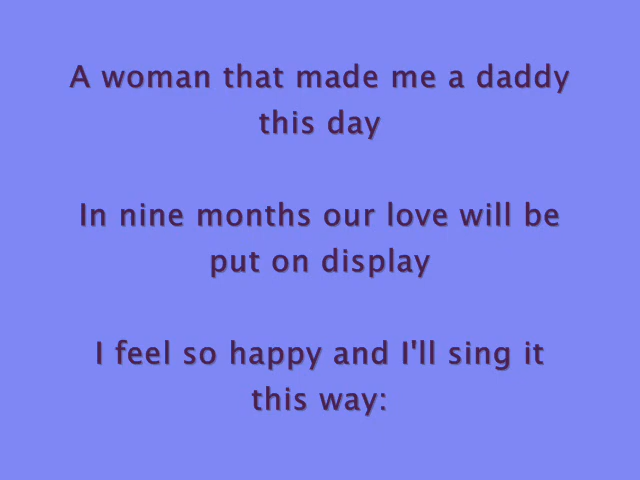 A woman that made me a daddy
this day
In nine months our love will be
put on display
I feel so happy and I'll sing it
this way: